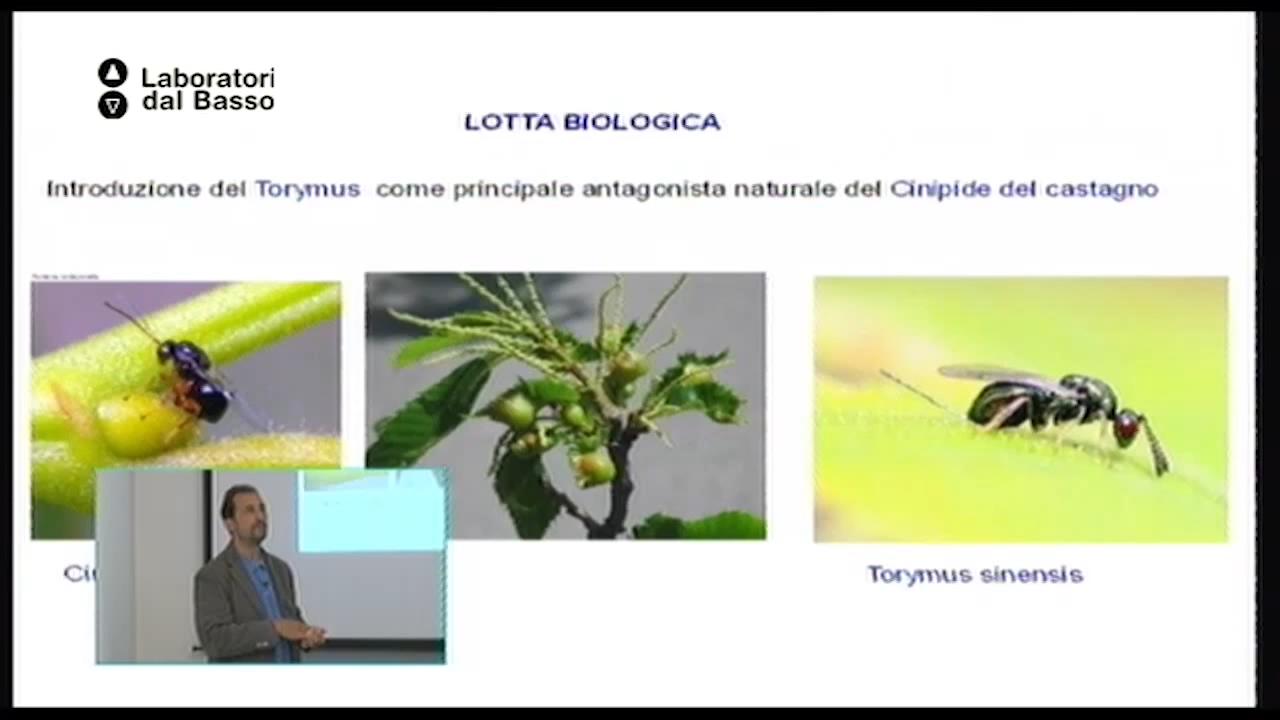 Laboratori
dal Basso
LOTTA BIOLOGICA
Introduzione del Torymus come principale antagonista naturale del Cinipide del castagno
Torymus sinensis